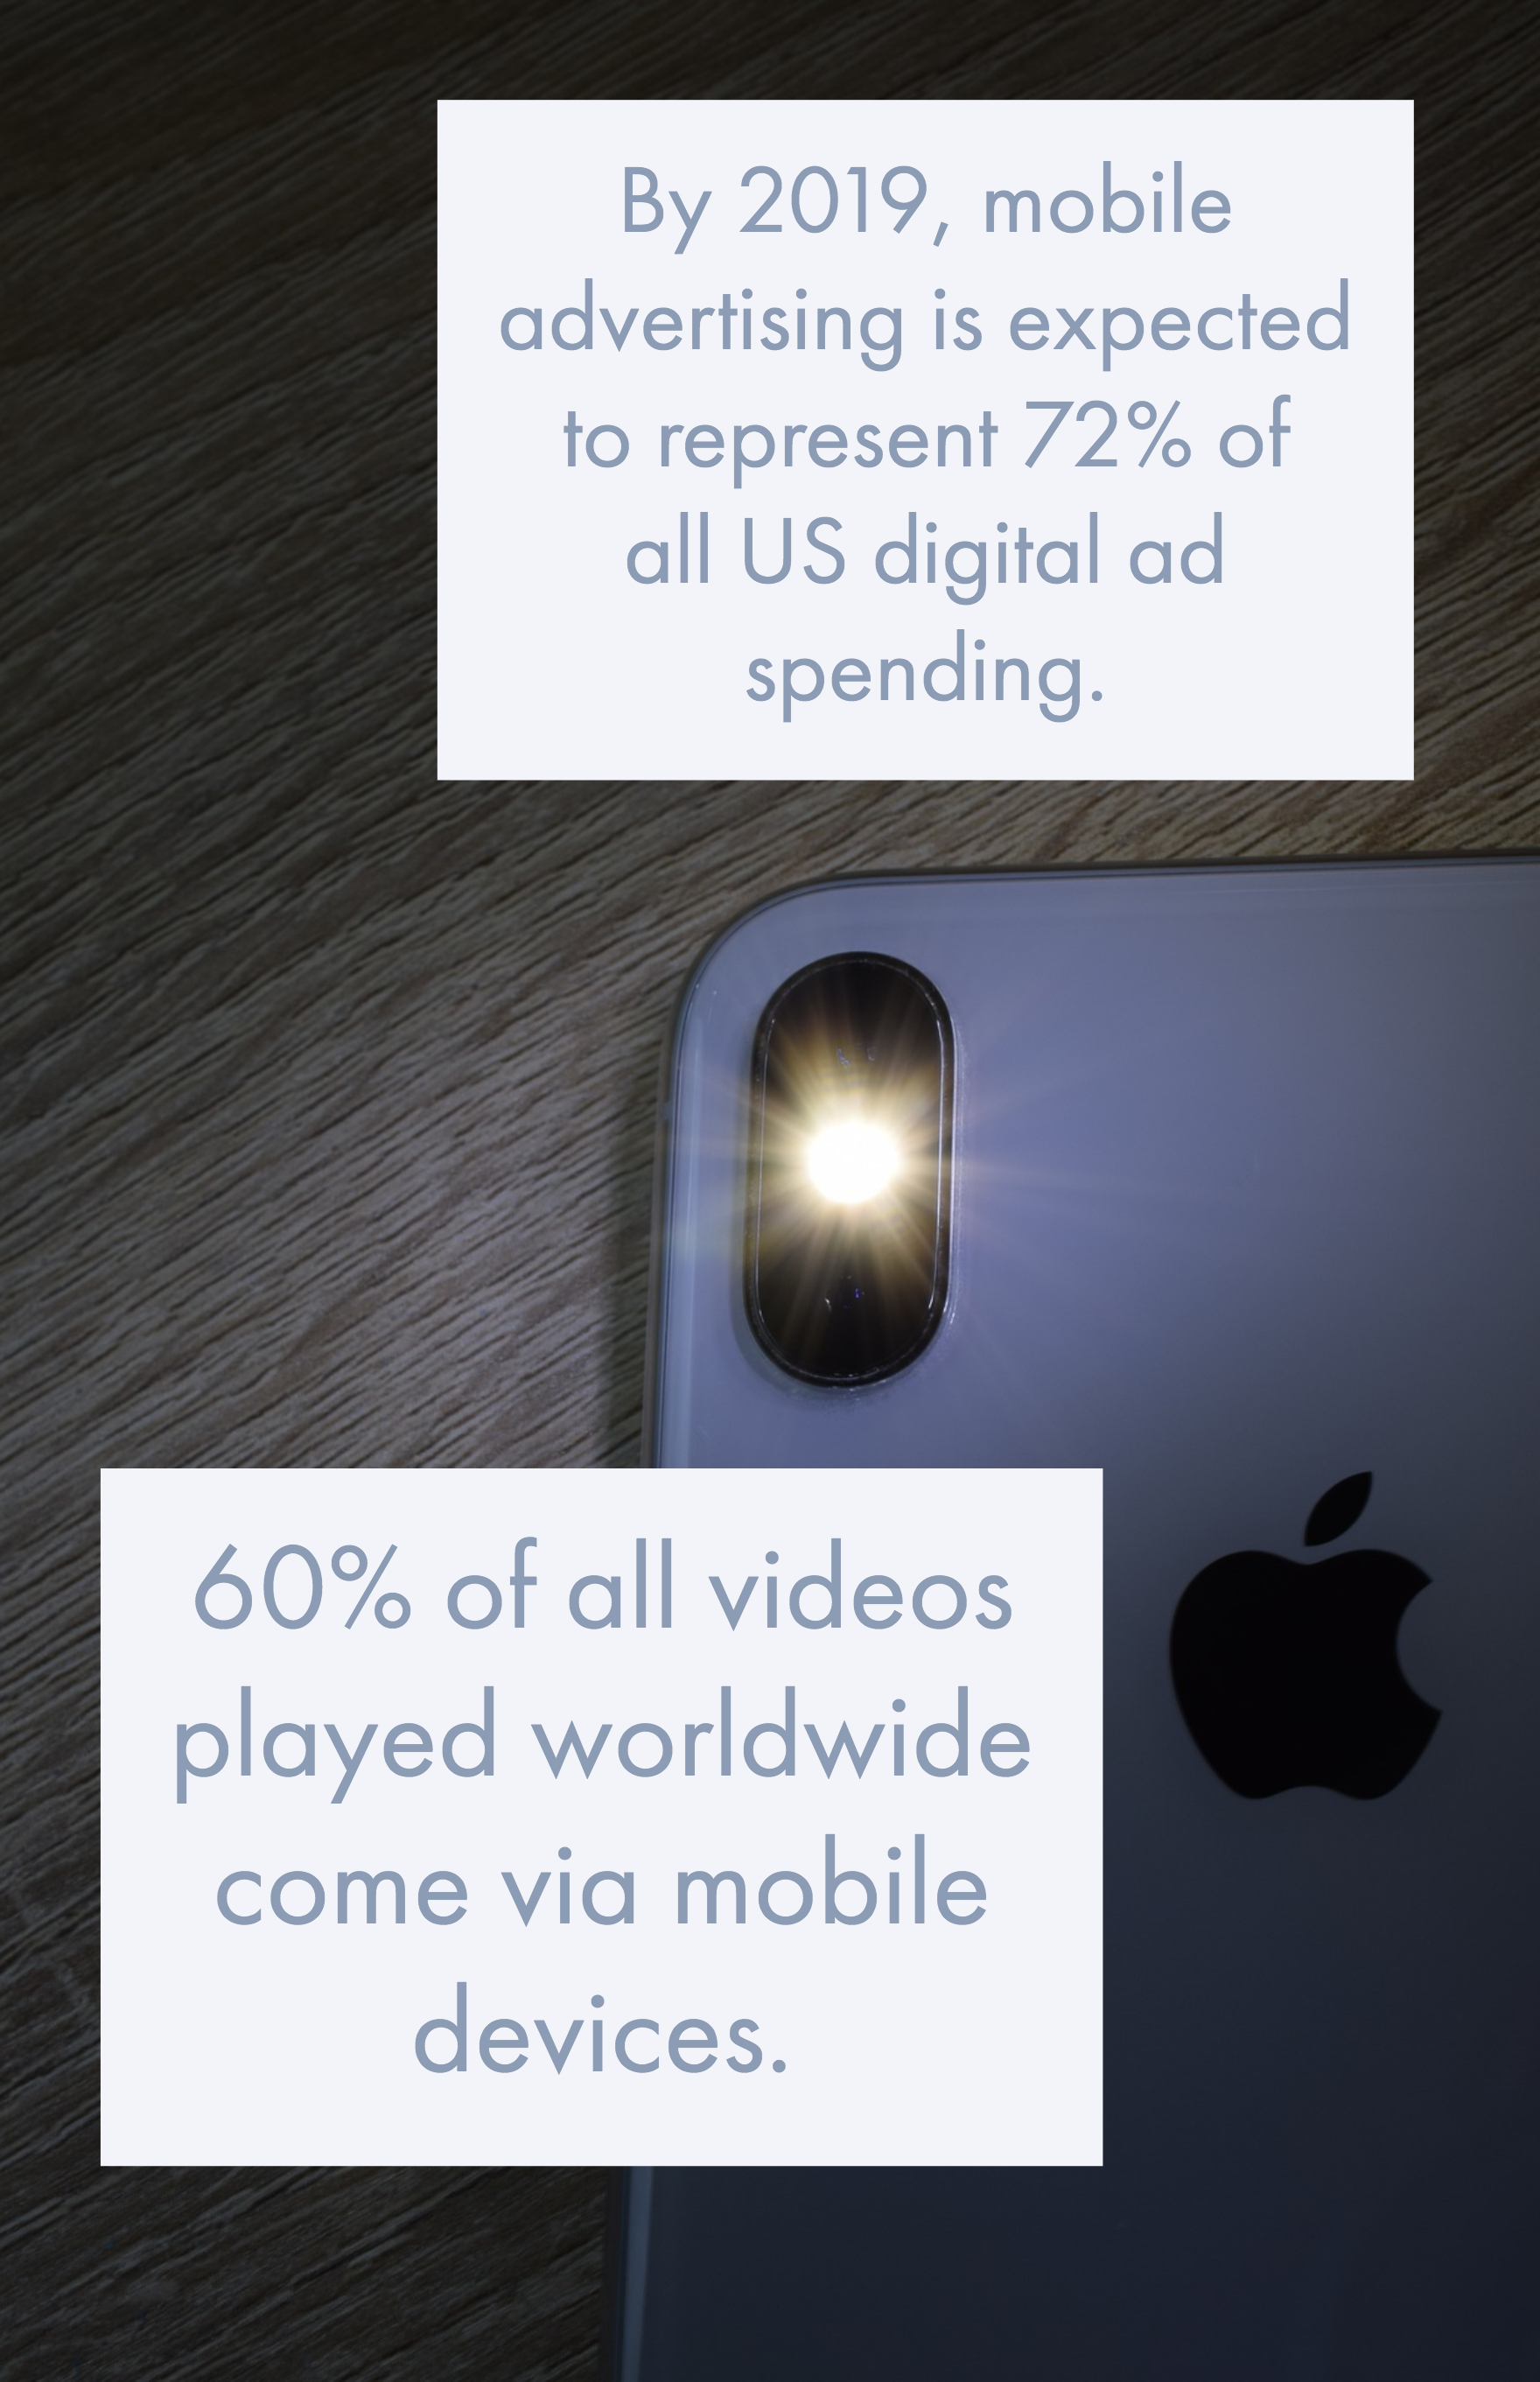 By 2019, mobile
advertising is expected
to represent 72% of
all US digital ad
spending.
60% of all videos
played worldwide
come via mobile
devices.